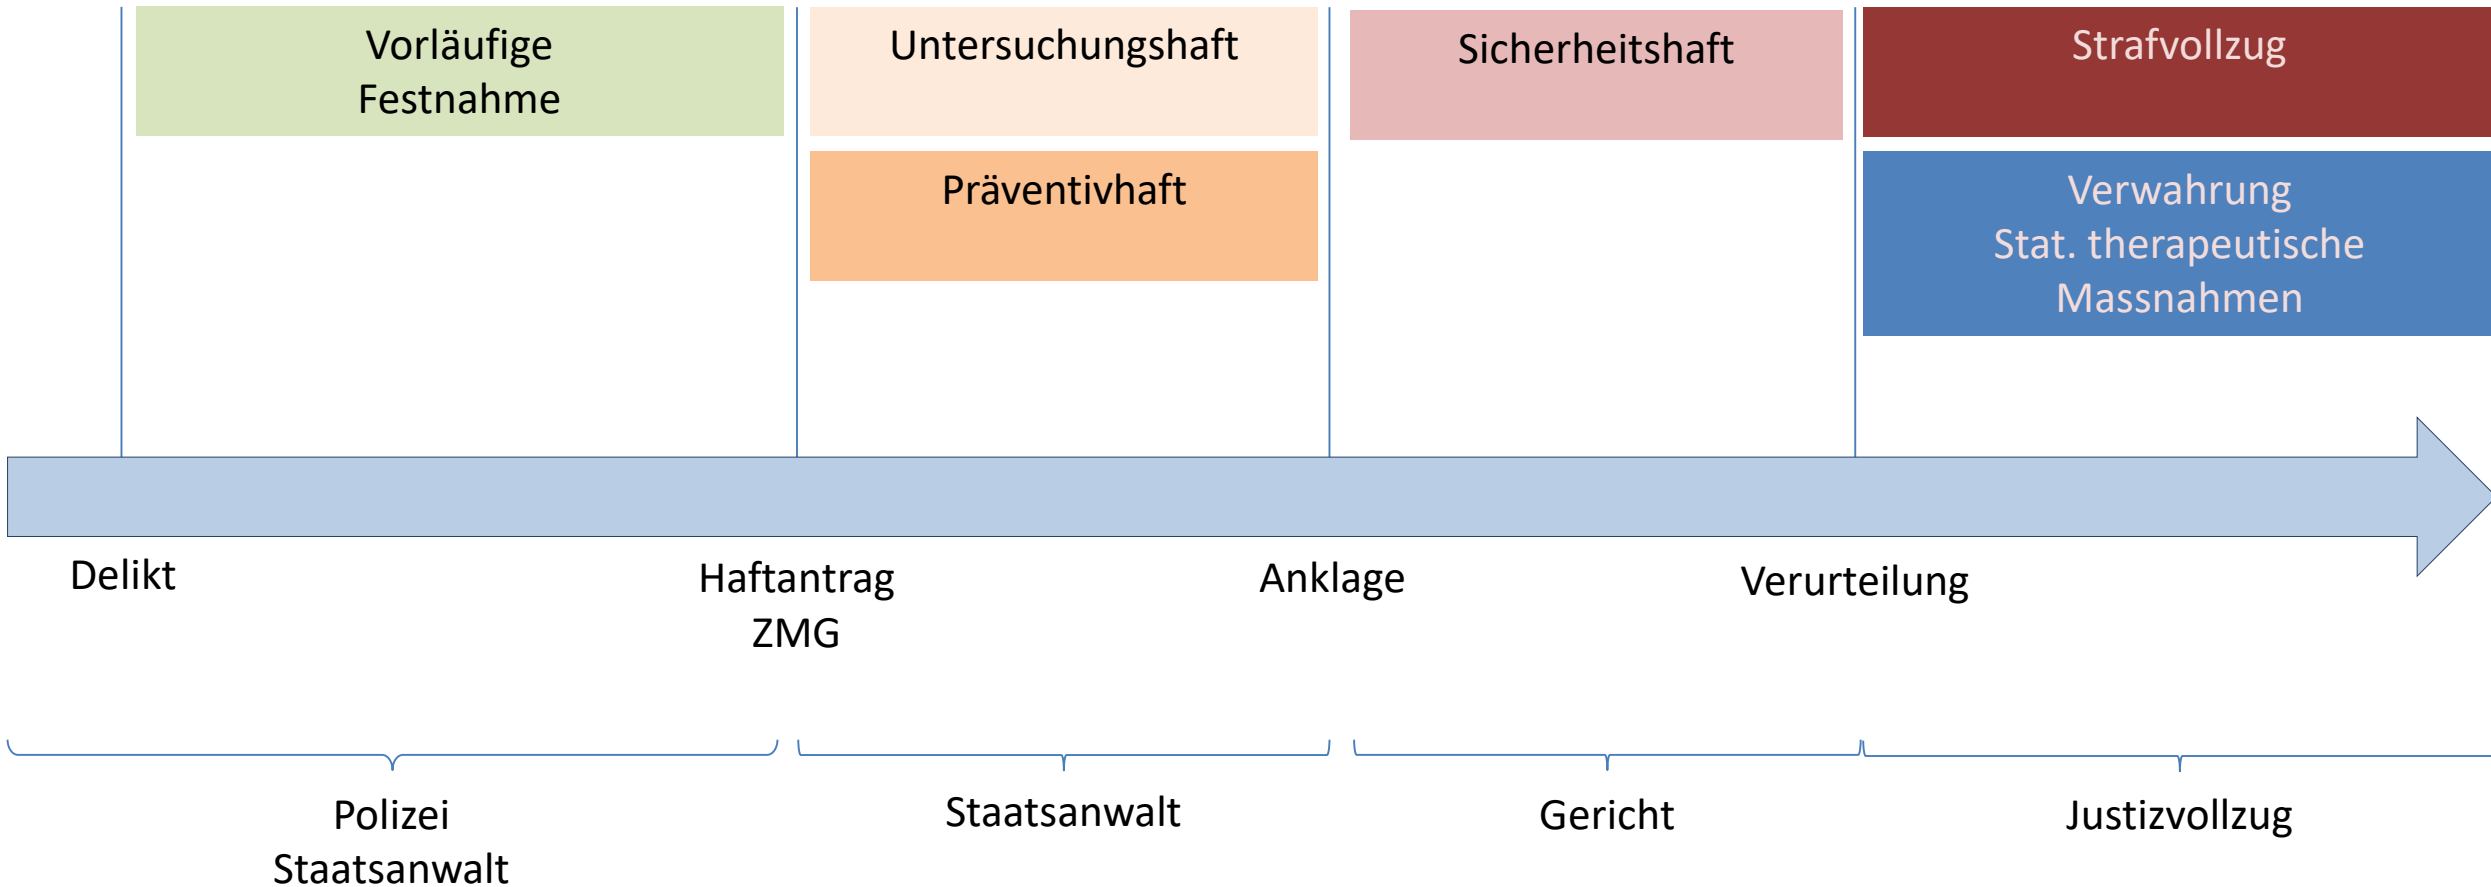 Vorläufige
Festnahme
Untersuchungshaft
Präventivhaft
Sicherheitshaft
Strafvollzug
Verwahrung
Stat. therapeutische
Massnahmen
Delikt
Haftantrag
ZMG
Anklage
Verurteilung
Polizei
Staatsanwalt
Staatsanwalt
Gericht
Justizvollzug